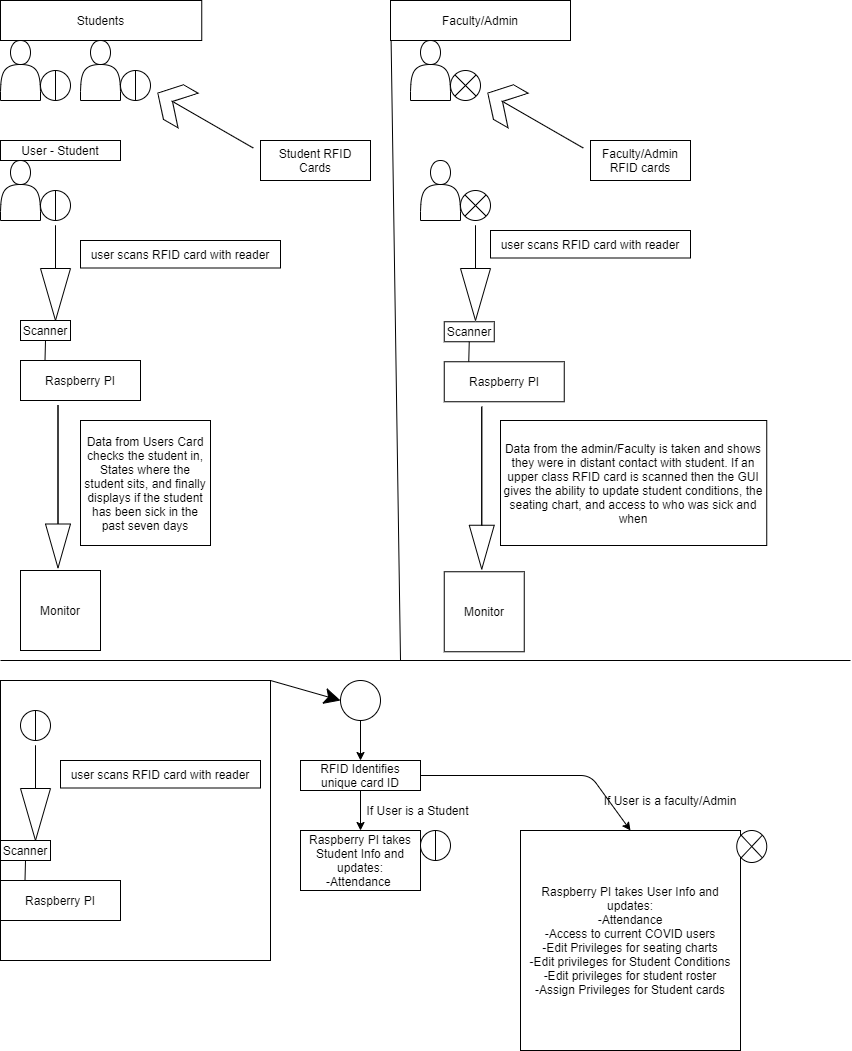 Students
Student RFID
Cards
User - Student
user scans RFID card with reader
Scanner
Raspberry PI
Data from Users Card
checks the student in,
States where the
student sits, and finally
displays if the student
has been sick in the
past seven days
Monitor
Faculty/Admin
Faculty/Admin
RFID cards
user scans RFID card with reader
Scanner
Raspberry PI
Data from the admin/Faculty is taken and shows
they were in distant contact with student. If an
upper class RFID card is scanned then the GUI
gives the ability to update student conditions, the
seating chart, and access to who was sick and
when
Monitor
user scans RFID card with reader
Scanner
Raspberry PI
RFID Identifies
unique card ID
If User is a Student
Raspberry PI takes
Student Info and
updates:
-Attendance
If User is a faculty/Admin
Raspberry PI takes User Info and
updates:
-Attendance
-Access to current COVID users
-Edit Privileges for seating charts
-Edit privileges for Student Conditions
-Edit privileges for student roster
-Assign Privileges for Student cards